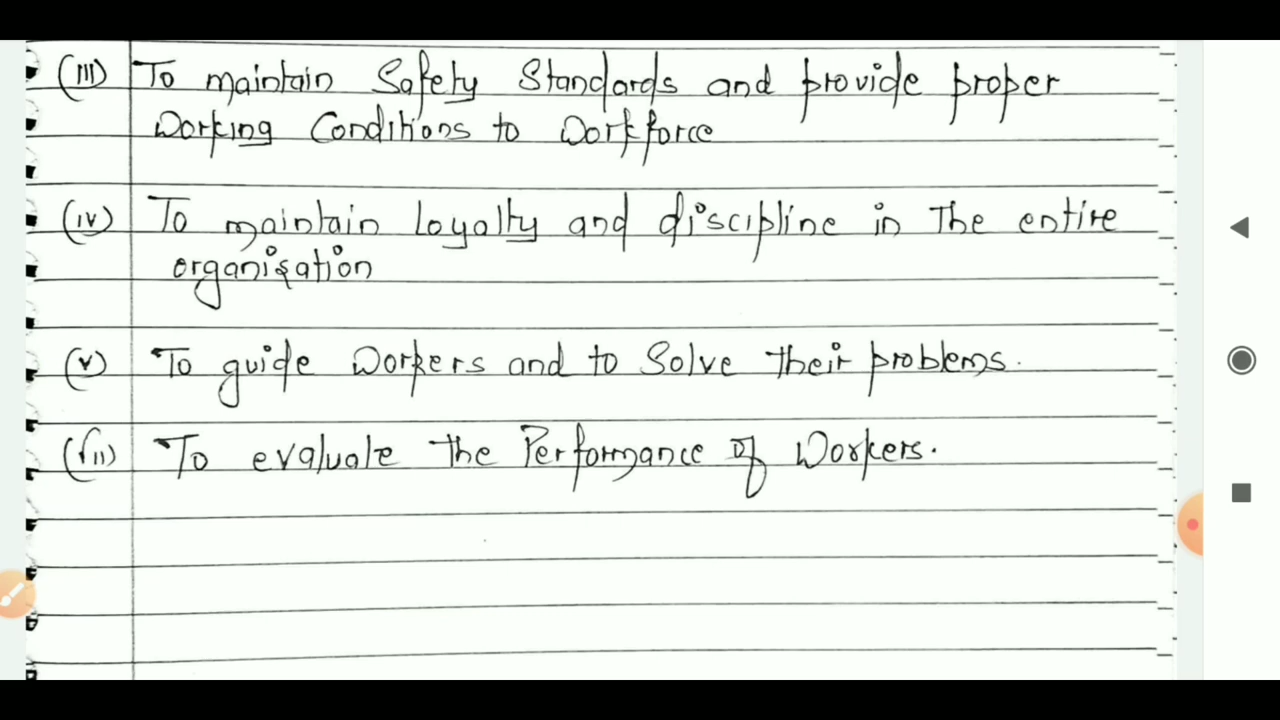 (III) To maintain Safety Standards and provide proper
Working Conditions to Workforce
(iv) To maintain Loyalty and discipline in The entire
organisation
(v) To guide Workers and to Solve Their problems.
(VII) To evaluate the Performance of Workers.